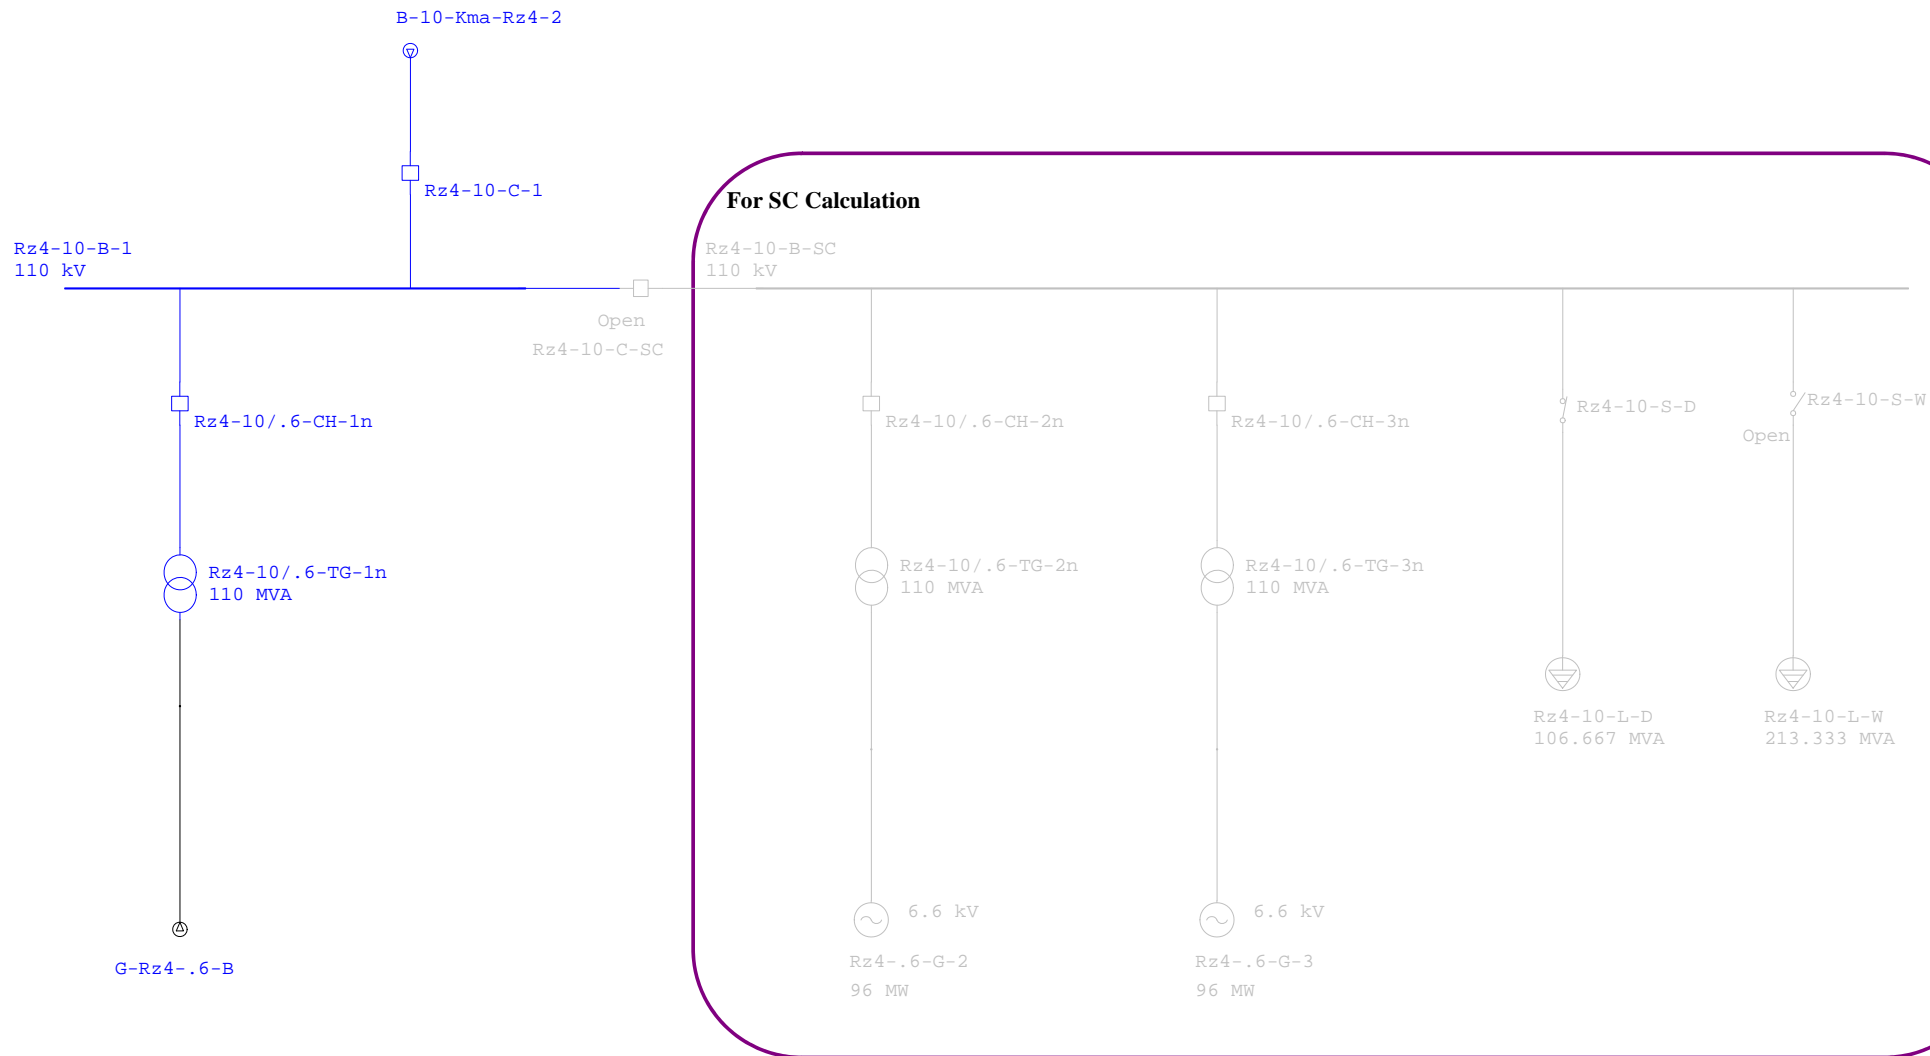 B-10-Kma-Rz4-2
Rz4-10-C-1
For SC Calculation
Rz4-10-B-1
110 kV
Rz4-10-B-SC
110 kV
Open
Rz4-10-C-SC
Rz4-10/.6-CH-1n
Rz4-10/.6-CH-2n
Rz4-10/.6-CH-3n
Rz4-10-S-D
Rz4-10-S-W
Open
Rz4-10/.6-TG-1n
110 MVA
Rz4-10/.6-TG-2n
110 MVA
Rz4-10/.6-TG-3n
110 MVA
Rz4-10-L-D
106.667 MVA
Rz4-10-L-W
213.333 MVA
G-Rz4-.6-B
6.6 kV
Rz4-.6-G-2
96 MW
6.6 kV
Rz4-.6-G-3
96 MW